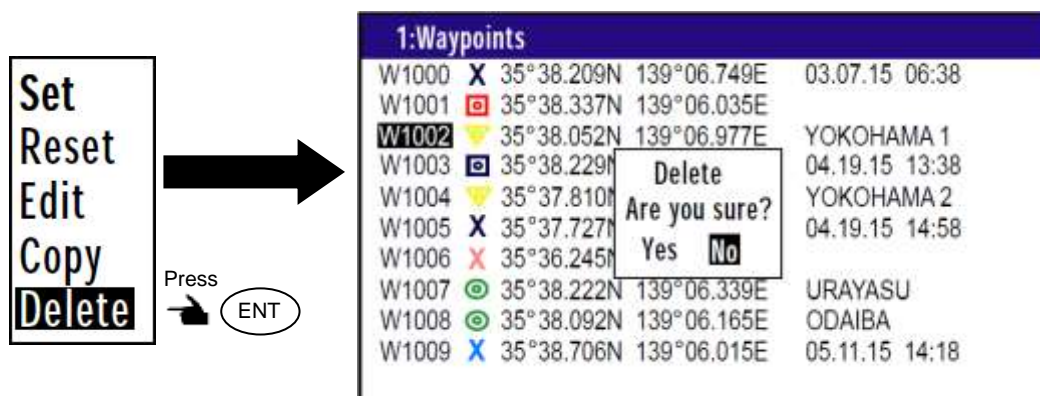 Set
Reset
Edit
Copy
Delete
Press
ENT
1:Waypoints
W1000 X 35°38.209N 139°06.749E 03.07.15 06:38
W1001 35°38.337N 139°06.035E
W1002 35°38.052N 139°06.977E YOKOHAMA 1
W1003 35°38.229N 04.19.15 13:38
W1004 35°37.810 YOKOHAMA 2
W1005 X 35°37.727 04.19.15 14:58
W1006 X 35°36.245
W1007 35°38.222N 139°06.339E URAYASU
W1008 35°38.092N 139°06.165E ODAIBA
W1009 X 35°38.706N 139°06.015E 05.11.15 14:18
Delete
Are you sure?
Yes No